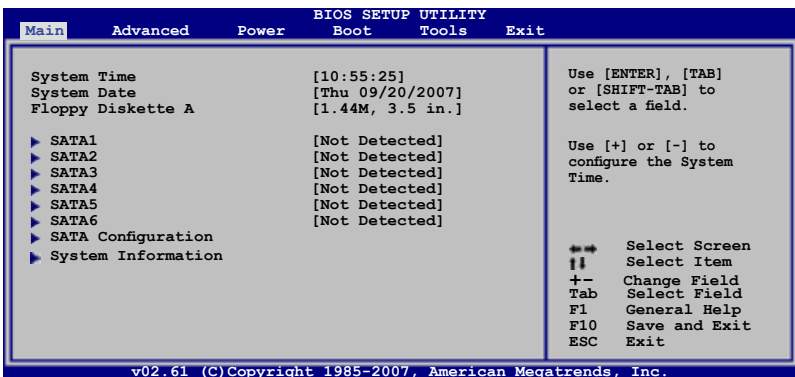 BIOS SETUP UTILITY
Main Advanced Power Boot Tools Exit
System Time [10:55:25]
System Date [Thu 09/20/2007]
Floppy Diskette A [1.44M, 3.5 in.]
SATA1 [Not Detected]
SATA2 [Not Detected]
SATA3 [Not Detected]
SATA4 [Not Detected]
SATA5 [Not Detected]
SATA6 [Not Detected]
SATA Configuration
System Information
Use [ENTER], [TAB]
or [SHIFT-TAB] to
select a field.
Use [+] or [-] to
configure the System
Time.
Select Screen
Select Item
+- Change Field
Tab Select Field
F1 General Help
F10 Save and Exit
ESC Exit
v02.61 (C)Copyright 1985-2007, American Megatrends, Inc.